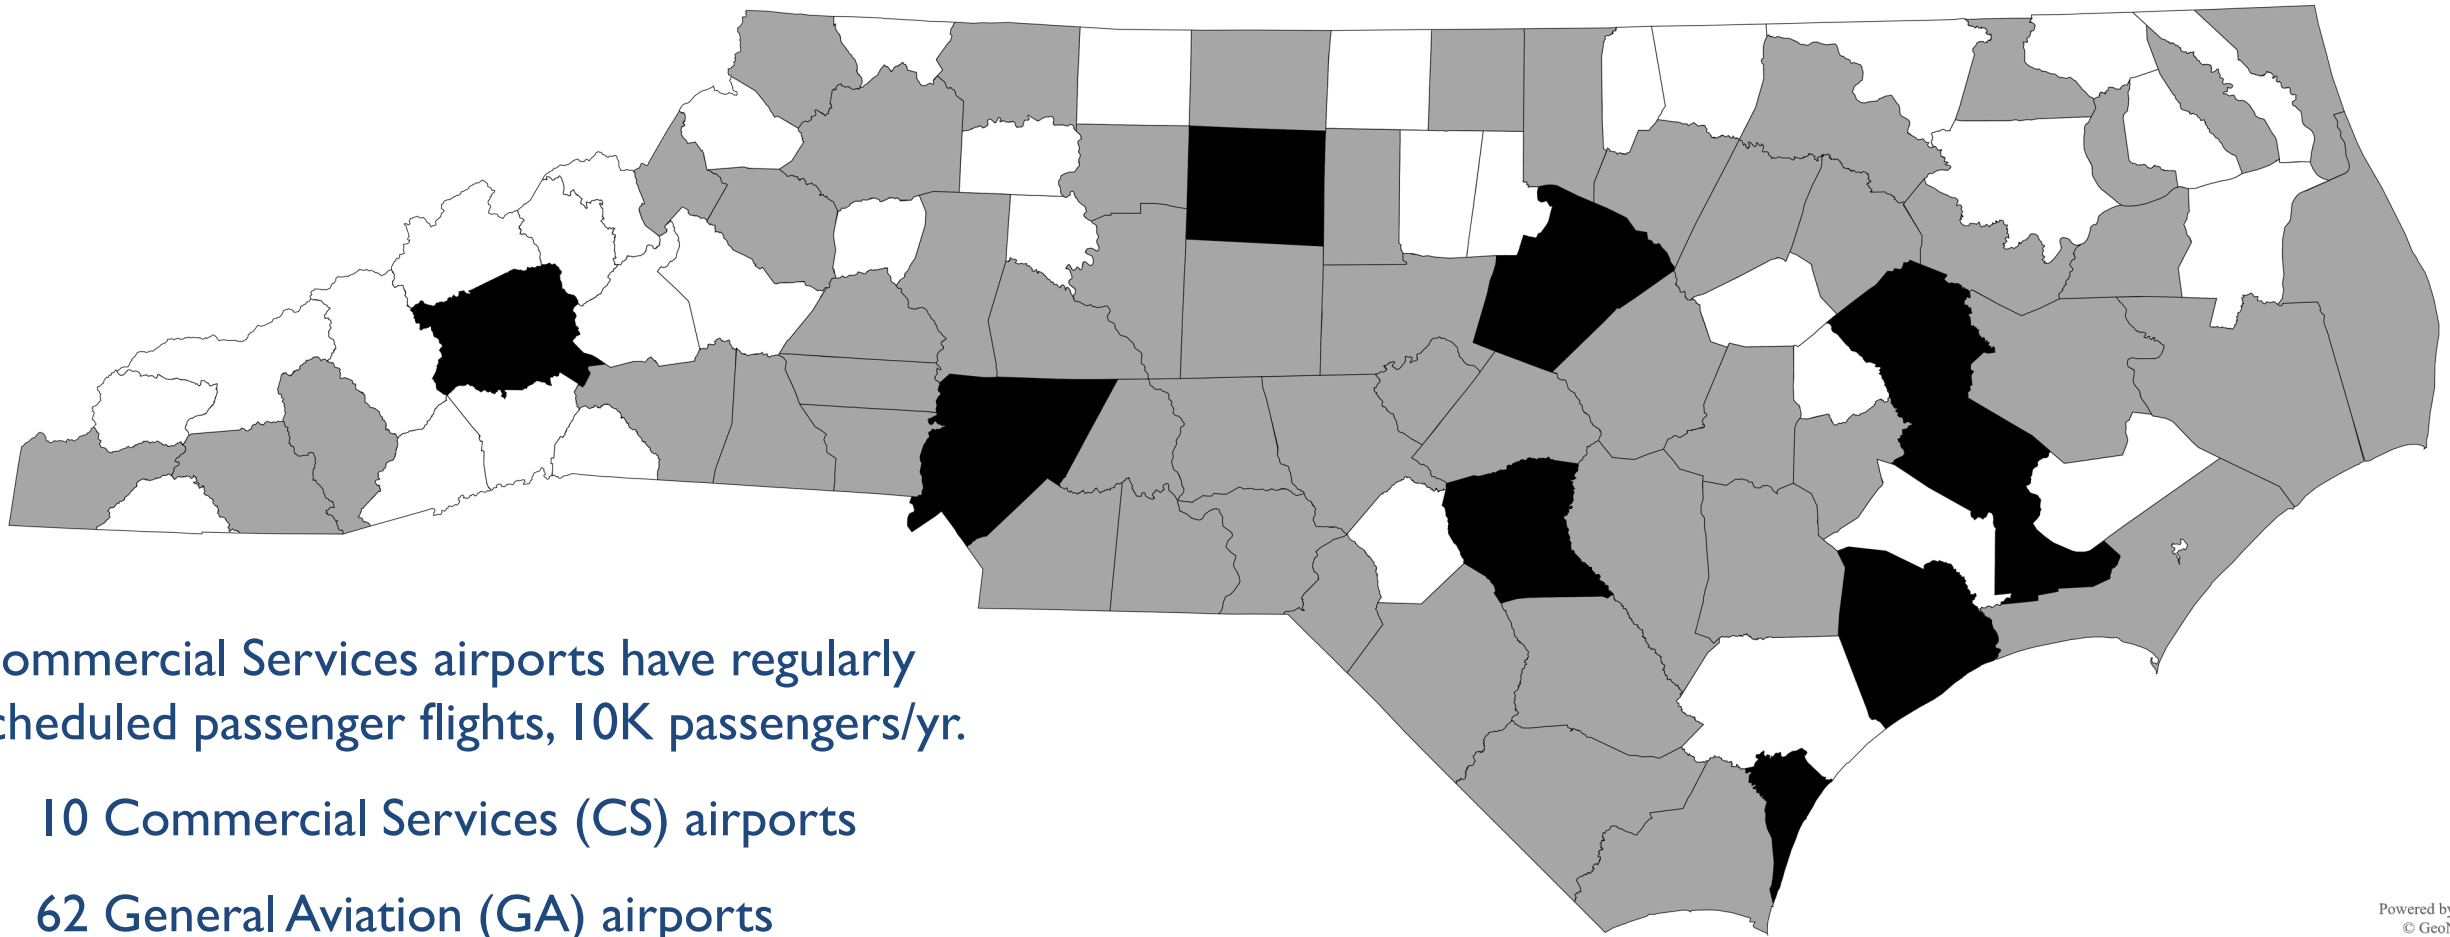 ommercial Services airports have regularly
cheduled passenger flights, 10K passengers/yr.
10 Commercial Services (CS) airports
62 General Aviation (GA) airports
Powered by
© GeoN